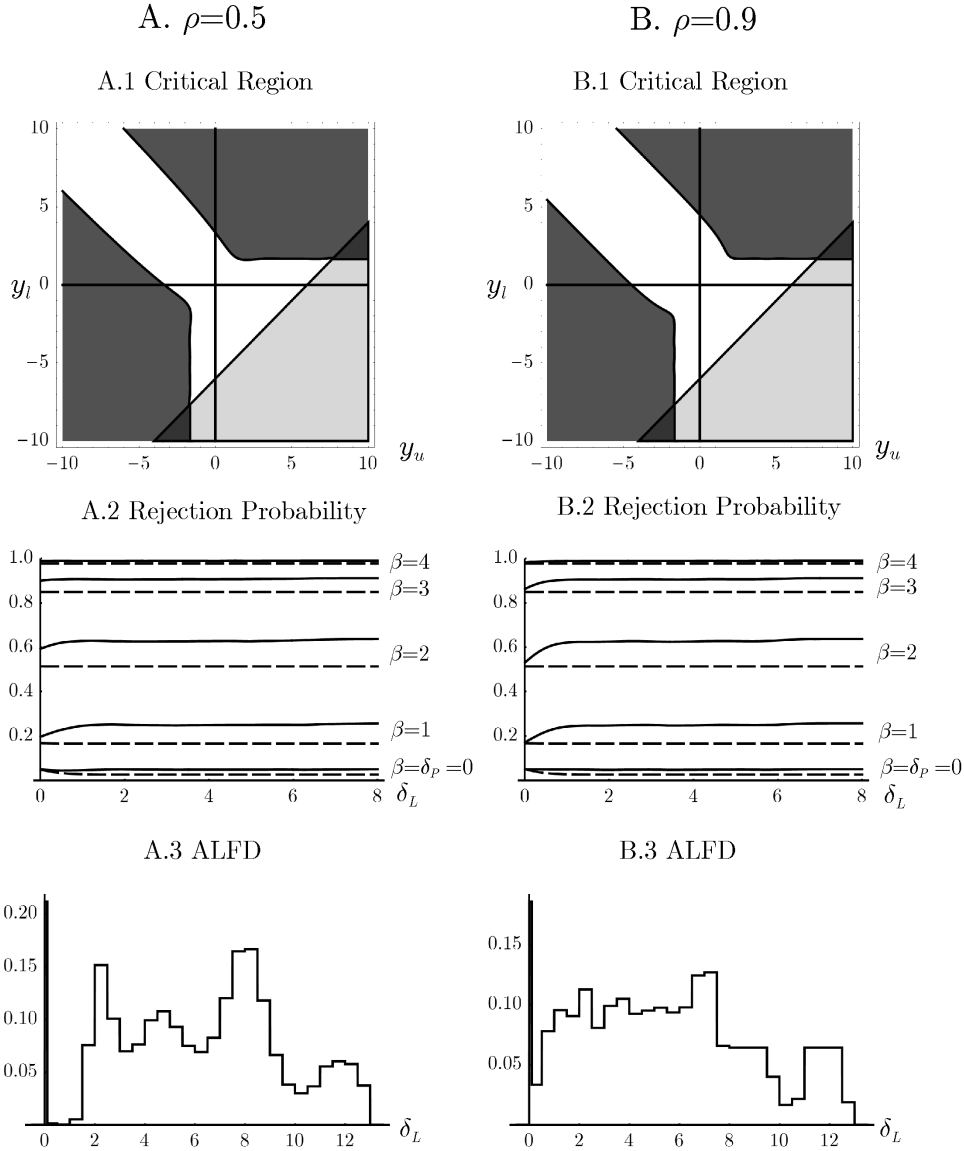 A. ρ=0.5
B. ρ=0.9
A.1 Critical Region
B.1 Critical Region
10
5
y_l 0
−5
−10
−10 −5 0 5 10 y_u
10
5
y_l 0
−5
−10
−10 −5 0 5 10 y_u
A.2 Rejection Probability
B.2 Rejection Probability
1.0
0.8
0.6
0.4
0.2
β=4
β=3
β=2
β=1
β=δ_P=0
0 2 4 6 8 δ_L
1.0
0.8
0.6
0.4
0.2
β=4
β=3
β=2
β=1
β=δ_P=0
0 2 4 6 8 δ_L
A.3 ALFD
B.3 ALFD
0.20
0.15
0.10
0.05
0 2 4 6 8 10 12 δ_L
0.15
0.10
0.05
0 2 4 6 8 10 12 δ_L